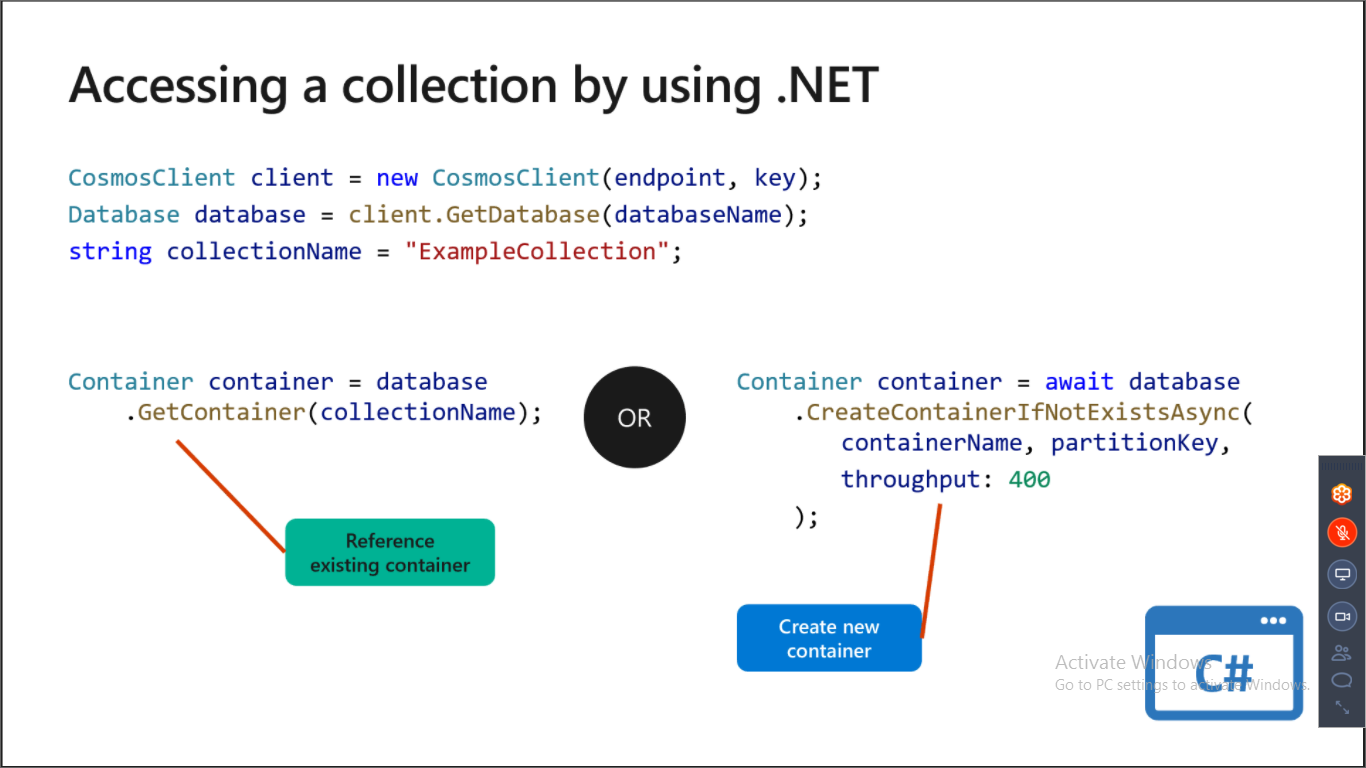 Accessing a collection by using .NET
CosmosClient client = new CosmosClient(endpoint, key);
Database database = client.GetDatabase(databaseName);
string collectionName = "ExampleCollection";
Container container = database
.GetContainer(collectionName);
Reference
existing container
OR
Container container = await database
.CreateContainerIfNotExistsAsync(
containerName, partitionKey,
throughput: 400
);
Create new
container
C#
Activate Windows
Go to PC settings to activate Windows.